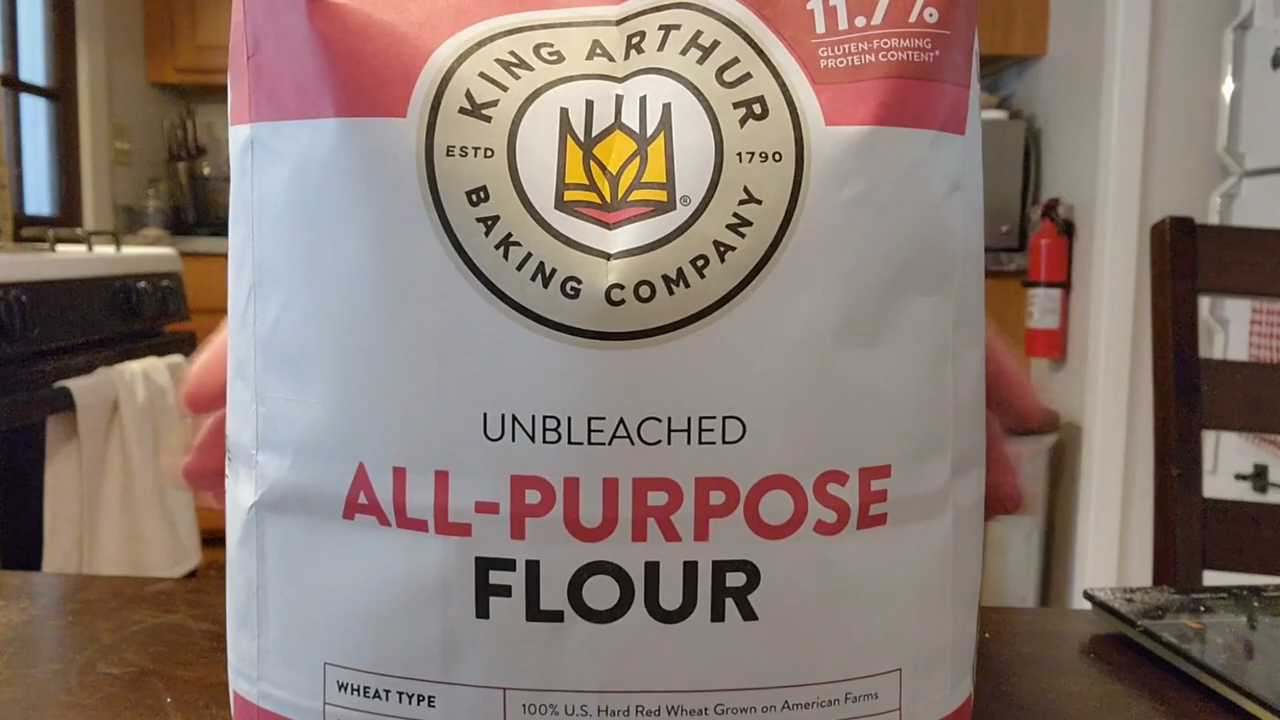 11.7%
GLUTEN-FORMING
PROTEIN CONTENT*
KING ARTHUR
ESTD 1790
®
BAKING COMPANY
UNBLEACHED
ALL-PURPOSE
FLOUR
WHEAT TYPE 100% U.S. Hard Red Wheat Grown on American Farms